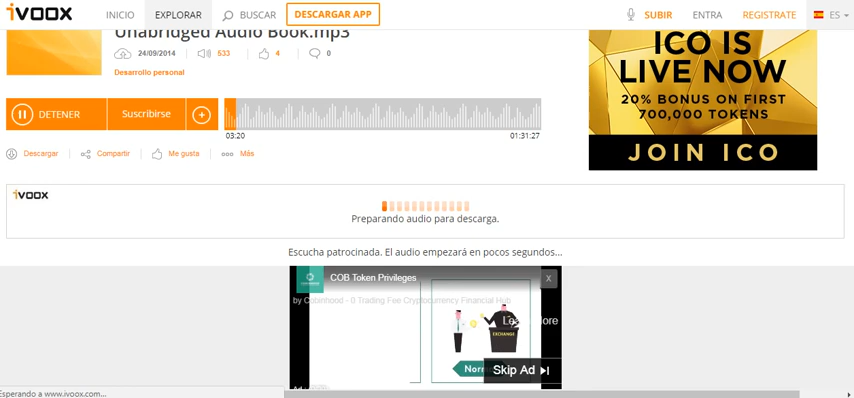 iVOOX INICIO EXPLORAR BUSCAR DESCARGAR APP SUBIR ENTRA REGISTRATE ES
Unabridged Audio Book.mp3
24/09/2014 533 4 0
Desarrollo personal
ICO IS
LIVE NOW
20% BONUS ON FIRST
700,000 TOKENS
JOIN ICO
DETENER Suscribirse
03:20 01:31:27
Descargar Compartir Me gusta Más
iVOOX
Preparando audio para descarga.
Escucha patrocinada. El audio empezará en pocos segundos...
COB Token Privileges X
by Cobinhood - 0 Trading Fee Cryptocurrency Financial Hub
EXCHANGE
Skip Ad
Esperando a www.ivoox.com...